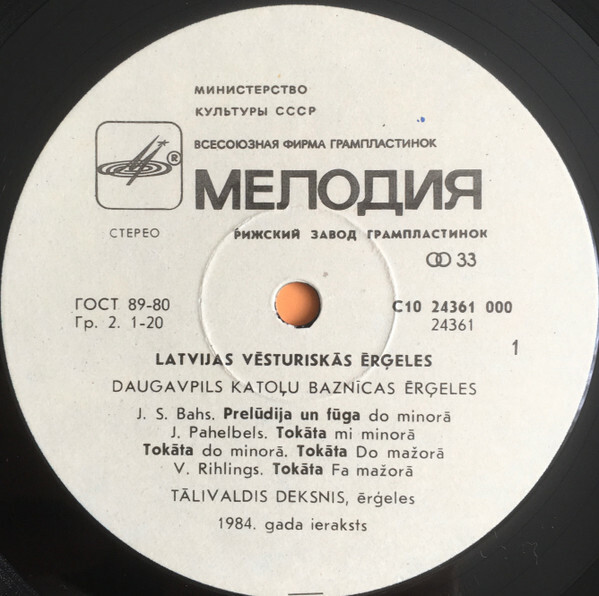 МИНИСТЕРСТВО
КУЛЬТУРЫ СССР
ВСЕСОЮЗНАЯ ФИРМА ГРАМПЛАСТИНОК
®
МЕЛОДИЯ
СТЕРЕО
РИЖСКИЙ ЗАВОД ГРАМПЛАСТИНОК
33
ГОСТ 89-80
Гр. 2. 1-20
С10 24361 000
24361
1
LATVIJAS VĒSTURISKĀS ĒRĢELES
DAUGAVPILS KATOĻU BAZNĪCAS ĒRĢELES
J. S. Bahs. Prelūdija un fūga do minorā
J. Pahelbels. Tokāta mi minorā
Tokāta do minorā. Tokāta Do mažorā
V. Rihlings. Tokāta Fa mažorā
TĀLIVALDIS DEKSNIS, ērģeles
1984. gada ieraksts